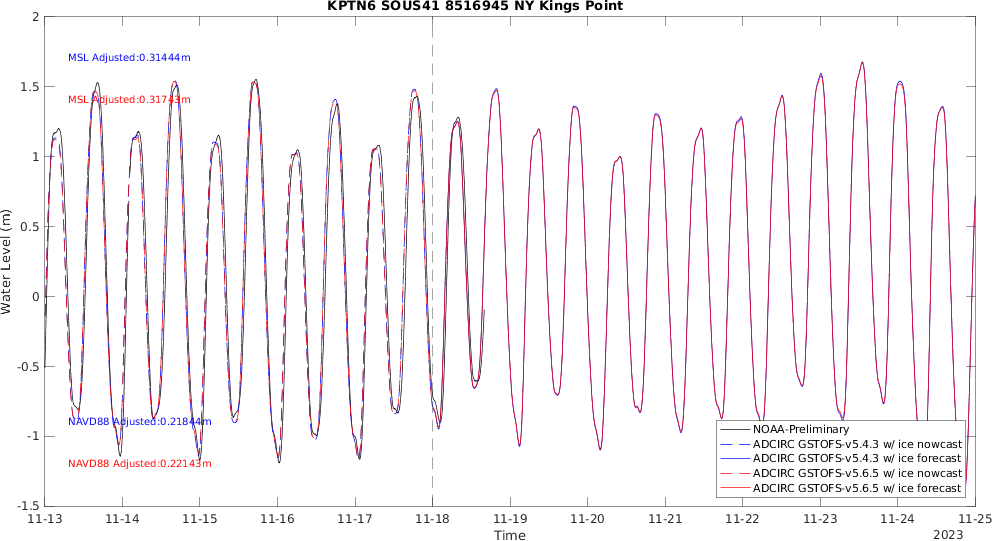 KPTN6 SOUS41 8516945 NY Kings Point
2
1.5
1
0.5
0
-0.5
-1
-1.5
Water Level (m)
MSL Adjusted:0.31444m
MSL Adjusted:0.31743m
NAVD88 Adjusted:0.21844m
NAVD88 Adjusted:0.22143m
NOAA-Preliminary
ADCIRC GSTOFS-v5.4.3 w/ ice nowcast
ADCIRC GSTOFS-v5.4.3 w/ ice forecast
ADCIRC GSTOFS-v5.6.5 w/ ice nowcast
ADCIRC GSTOFS-v5.6.5 w/ ice forecast
11-13 11-14 11-15 11-16 11-17 11-18 11-19 11-20 11-21 11-22 11-23 11-24 11-25
Time
2023